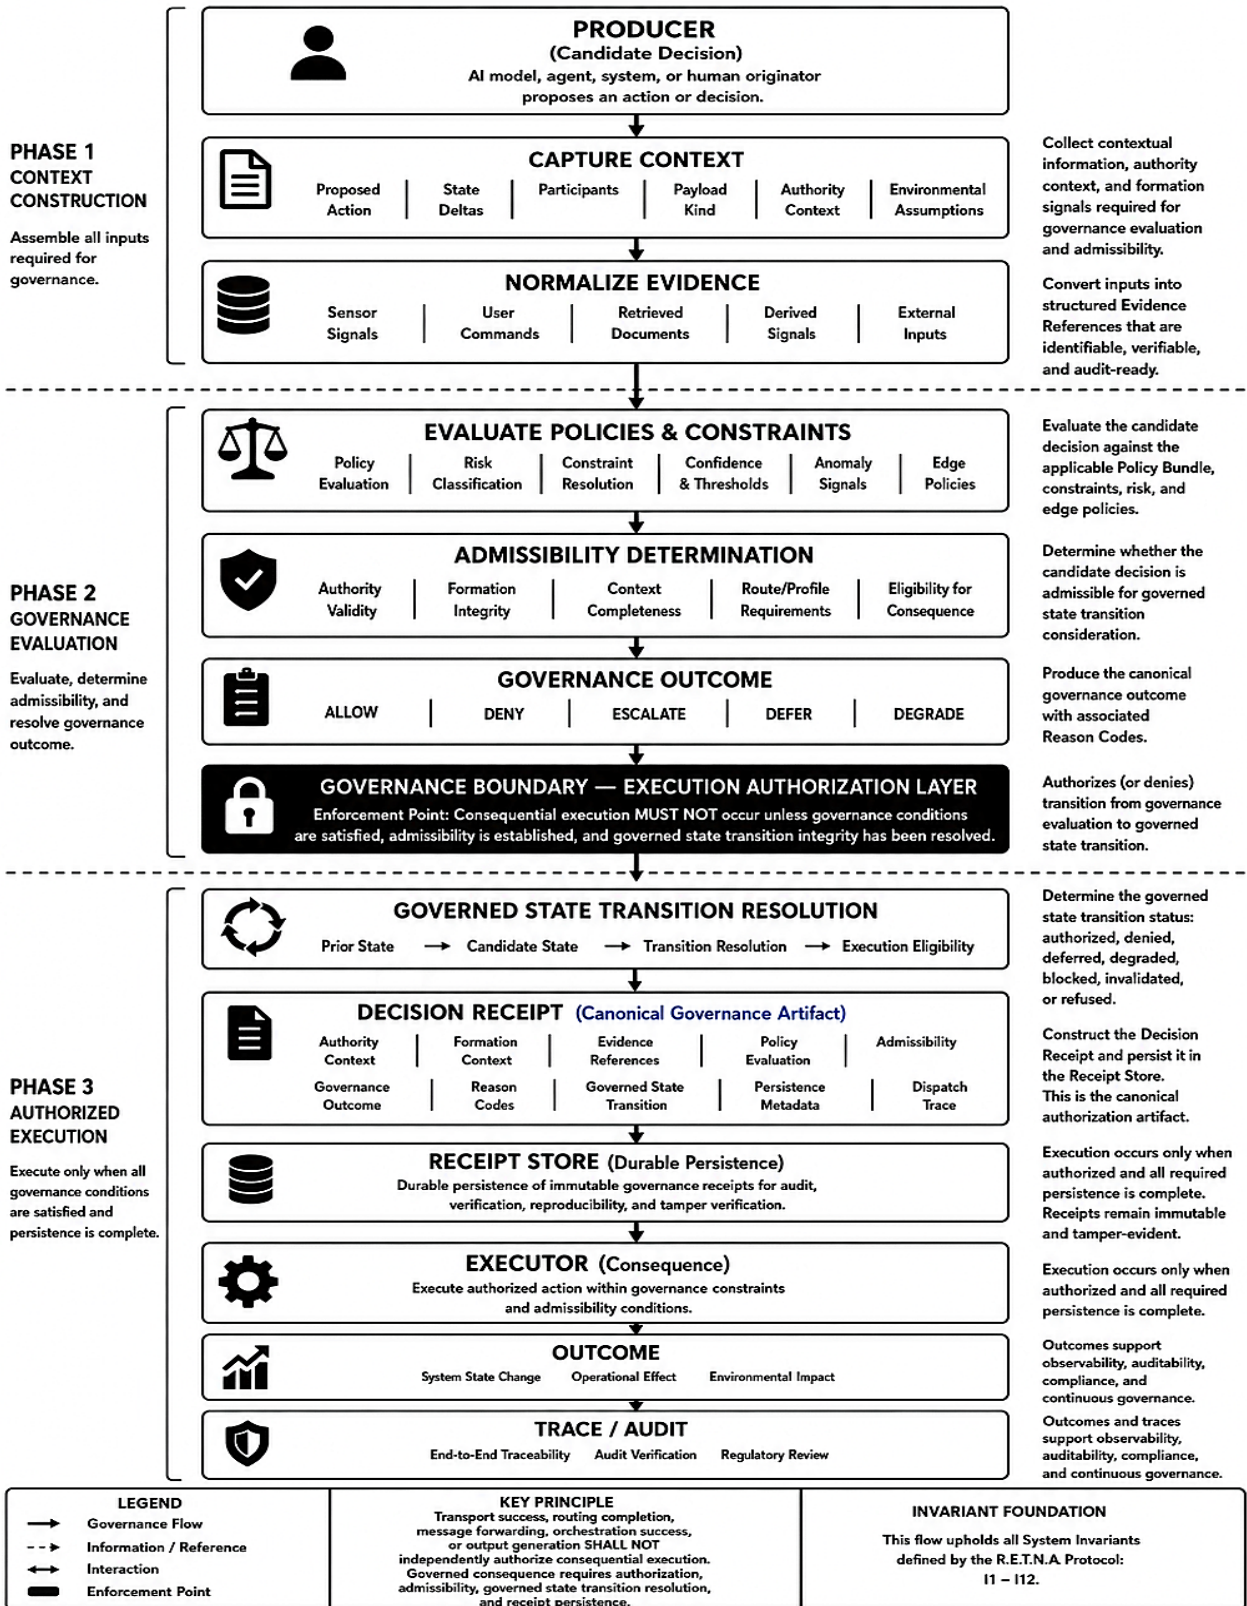 PRODUCER
(Candidate Decision)
AI model, agent, system, or human originator
proposes an action or decision.
PHASE 1
CONTEXT
CONSTRUCTION
Assemble all inputs
required for
governance.
CAPTURE CONTEXT
Proposed Action
State Deltas
Participants
Payload Kind
Authority Context
Environmental Assumptions
Collect contextual
information, authority
context, and formation
signals required for
governance evaluation
and admissibility.
NORMALIZE EVIDENCE
Sensor Signals
User Commands
Retrieved Documents
Derived Signals
External Inputs
Convert inputs into
structured Evidence
References that are
identifiable, verifiable,
and audit-ready.
PHASE 2
GOVERNANCE
EVALUATION
Evaluate, determine
admissibility, and
resolve governance
outcome.
EVALUATE POLICIES & CONSTRAINTS
Policy Evaluation
Risk Classification
Constraint Resolution
Confidence & Thresholds
Anomaly Signals
Edge Policies
Evaluate the candidate
decision against the
applicable Policy Bundle,
constraints, risk, and
edge policies.
ADMISSIBILITY DETERMINATION
Authority Validity
Formation Integrity
Context Completeness
Route/Profile Requirements
Eligibility for Consequence
Determine whether the
candidate decision is
admissible for governed
state transition
consideration.
GOVERNANCE OUTCOME
ALLOW
DENY
ESCALATE
DEFER
DEGRADE
Produce the canonical
governance outcome
with associated
Reason Codes.
GOVERNANCE BOUNDARY — EXECUTION AUTHORIZATION LAYER
Enforcement Point: Consequential execution MUST NOT occur unless governance conditions
are satisfied, admissibility is established, and governed state transition integrity has been resolved.
Authorizes (or denies)
transition from governance
evaluation to governed
state transition.
PHASE 3
AUTHORIZED
EXECUTION
Execute only when all
governance conditions
are satisfied and
persistence is complete.
GOVERNED STATE TRANSITION RESOLUTION
Prior State → Candidate State → Transition Resolution → Execution Eligibility
Determine the governed
state transition status:
authorized, denied,
deferred, degraded,
blocked, invalidated,
or refused.
DECISION RECEIPT (Canonical Governance Artifact)
Authority Context
Formation Context
Evidence References
Policy Evaluation
Admissibility
Governance Outcome
Reason Codes
Governed State Transition
Persistence Metadata
Dispatch Trace
Construct the Decision
Receipt and persist it in
the Receipt Store.
This is the canonical
authorization artifact.
RECEIPT STORE (Durable Persistence)
Durable persistence of immutable governance receipts for audit,
verification, reproducibility, and tamper verification.
Execution occurs only when
authorized and all required
persistence is complete.
Receipts remain immutable
and tamper-evident.
EXECUTOR (Consequence)
Execute authorized action within governance constraints
and admissibility conditions.
Execution occurs only when
authorized and all required
persistence is complete.
OUTCOME
System State Change Operational Effect Environmental Impact
Outcomes support
observability, auditability,
compliance, and
continuous governance.
TRACE / AUDIT
End-to-End Traceability Audit Verification Regulatory Review
Outcomes and traces
support observability,
auditability, compliance,
and continuous governance.
LEGEND
Governance Flow
Information / Reference
Interaction
Enforcement Point
KEY PRINCIPLE
Transport success, routing completion,
message forwarding, orchestration success,
or output generation SHALL NOT
independently authorize consequential execution.
Governed consequence requires authorization,
admissibility, governed state transition resolution,
and receipt persistence.
INVARIANT FOUNDATION
This flow upholds all System Invariants
defined by the R.E.T.N.A. Protocol:
I1 – I12.